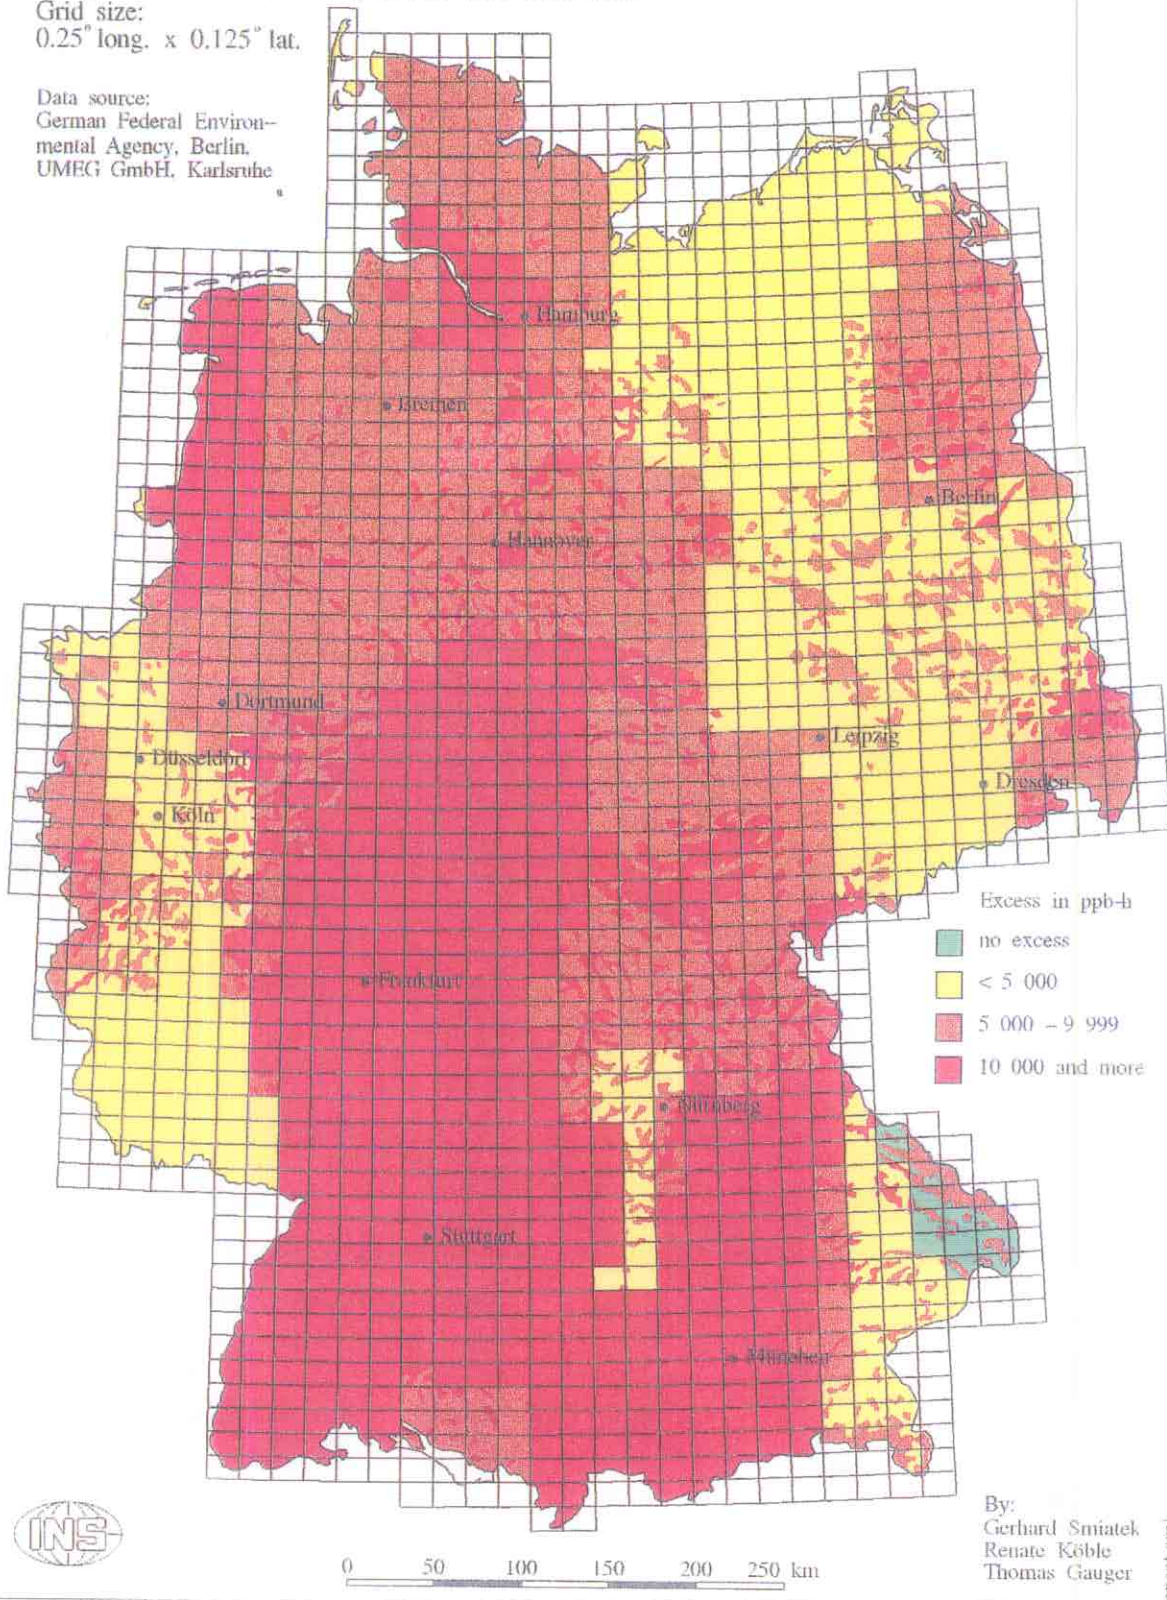 Grid size:
0.25° long. x 0.125° lat.
Data source:
German Federal Environ-
mental Agency, Berlin,
UMEG GmbH, Karlsruhe
Hamburg
Bremen
Berlin
Hannover
Dortmund
Düsseldorf
Leipzig
Dresden
Köln
Excess in ppb-h
no excess
< 5 000
5 000 - 9 999
10 000 and more
Frankfurt
Nürnberg
Stuttgart
München
INS
0 50 100 150 200 250 km
By:
Gerhard Smiatek
Renate Köble
Thomas Gauger